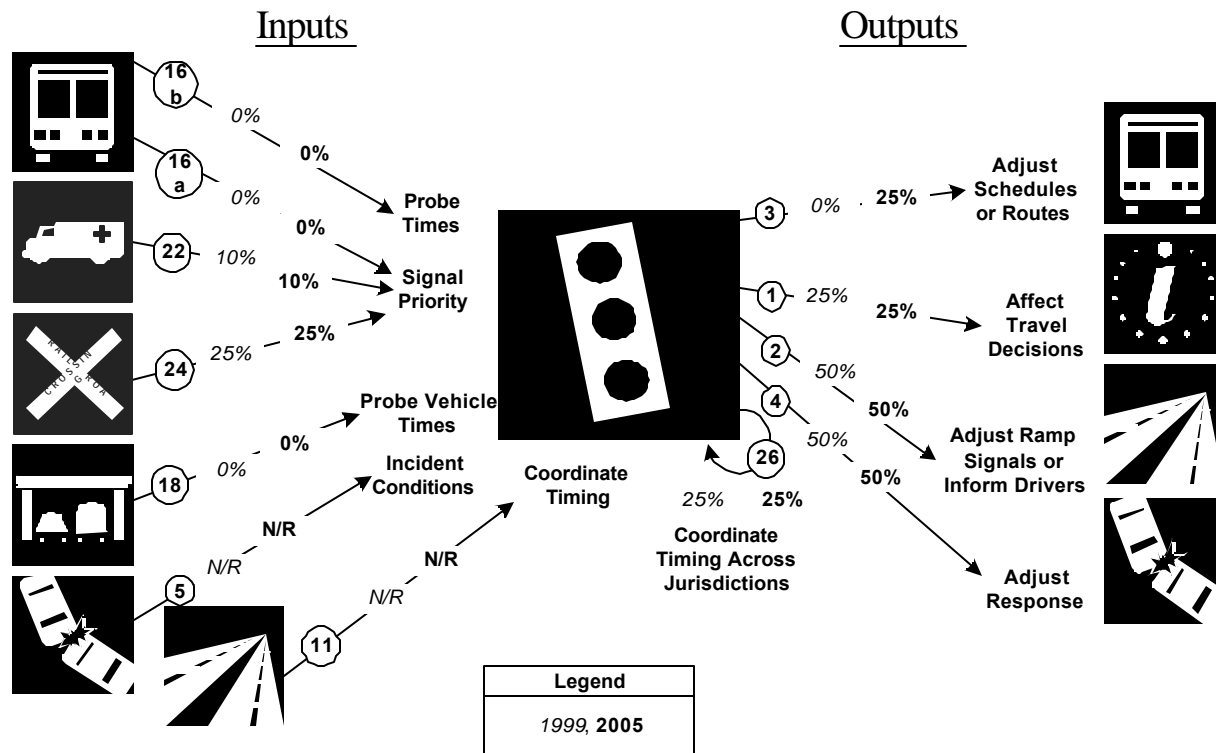 Inputs
Outputs
16
b
0%
0%
Probe
Times
16
a
0%
0%
22
10%
10%
Signal
Priority
RAILROAD
CROSSING
24
25%
25%
18
0%
0%
Probe Vehicle
Times
5
N/R
N/R
Incident
Conditions
11
N/R
N/R
Coordinate
Timing
3
0%
25%
Adjust
Schedules
or Routes
1
25%
25%
Affect
Travel
Decisions
i
2
50%
50%
Adjust Ramp
Signals or
Inform Drivers
4
50%
50%
Adjust
Response
26
25%
25%
Coordinate
Timing Across
Jurisdictions
Legend
1999, 2005